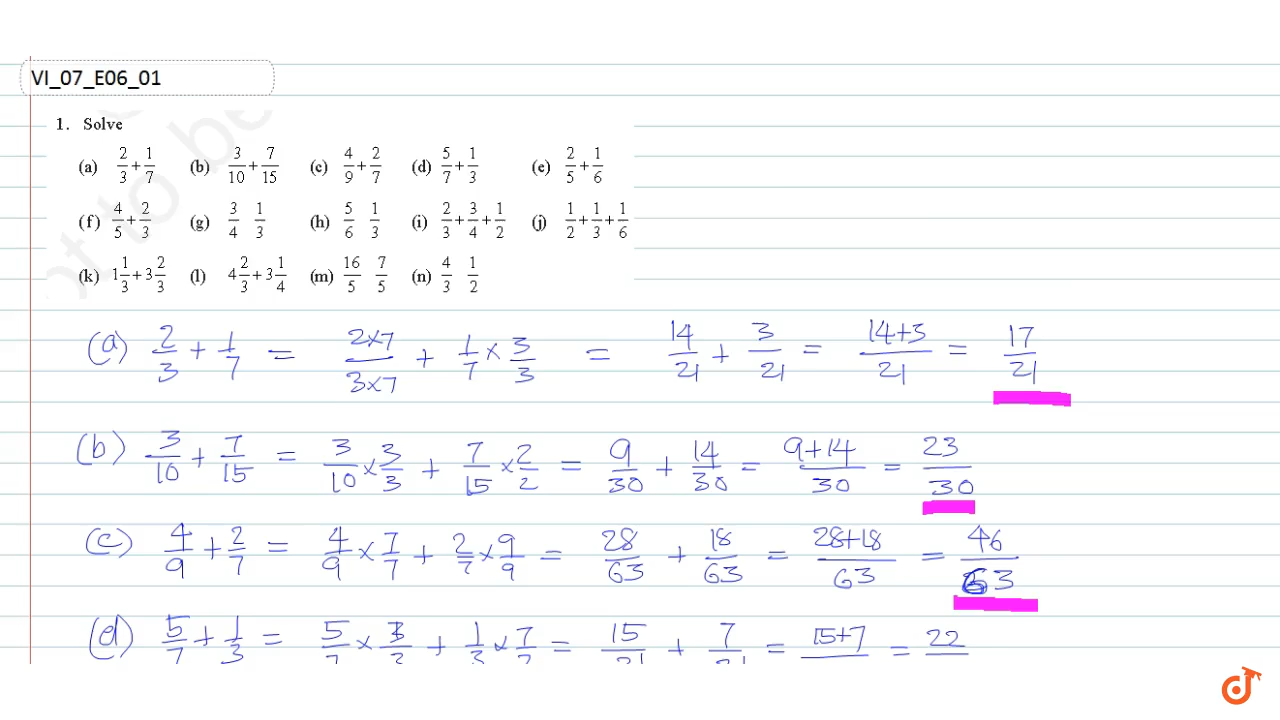 VI_07_E06_01
1. Solve
(a) 2/3 + 1/7 (b) 3/10 + 7/15 (c) 4/9 + 2/7 (d) 5/7 + 1/3 (e) 2/5 + 1/6
(f) 4/5 + 2/3 (g) 3/4 1/3 (h) 5/6 1/3 (i) 2/3 + 3/4 + 1/2 (j) 1/2 + 1/3 + 1/6
(k) 1 1/3 + 3 2/3 (l) 4 2/3 + 3 1/4 (m) 16/5 7/5 (n) 4/3 1/2
(a) 2/3 + 1/7 = 2×7/3×7 + 1/7 × 3/3 = 14/21 + 3/21 = 14+3/21 = 17/21
(b) 3/10 + 7/15 = 3/10 × 3/3 + 7/15 × 2/2 = 9/30 + 14/30 = 9+14/30 = 23/30
(c) 4/9 + 2/7 = 4/9 × 7/7 + 2/7 × 9/9 = 28/63 + 18/63 = 28+18/63 = 46/63
(d) 5/7 + 1/3 = 5/7 × 3/3 + 1/3 × 7/7 = 15/21 + 7/21 = 15+7 = 22